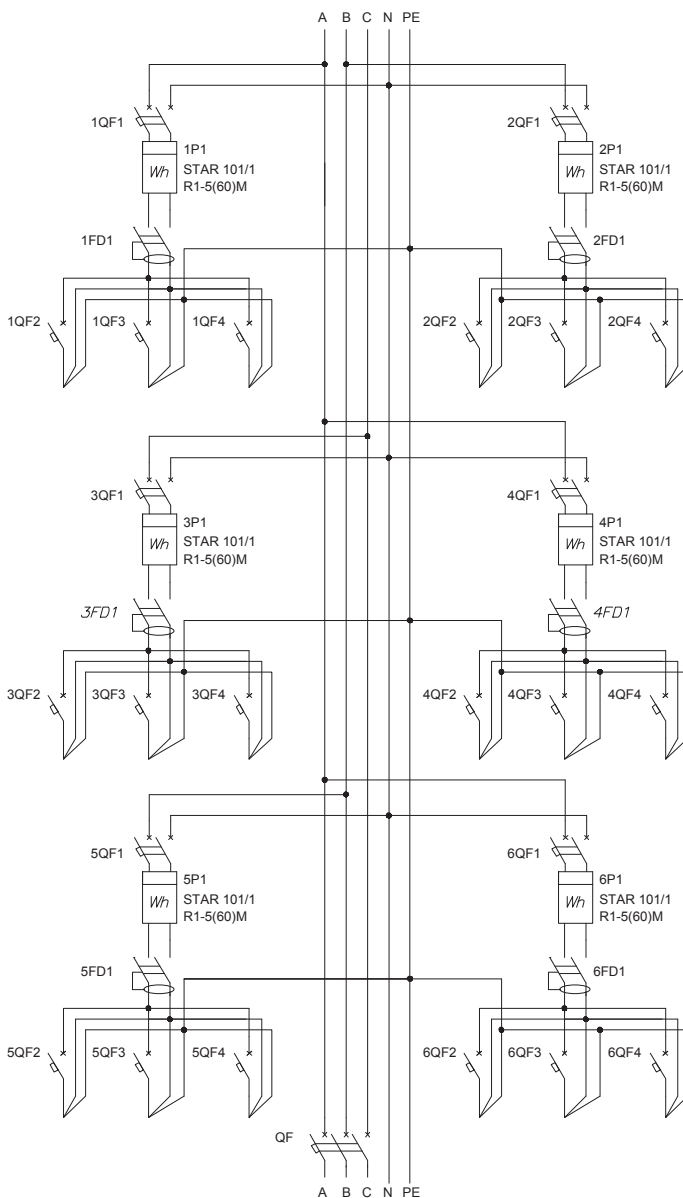 A B C N PE
1QF1 2QF1
1P1 2P1
Wh STAR 101/1 Wh STAR 101/1
R1-5(60)M R1-5(60)M
1FD1 2FD1
1QF2 1QF3 1QF4 2QF2 2QF3 2QF4
3QF1 4QF1
3P1 4P1
Wh STAR 101/1 Wh STAR 101/1
R1-5(60)M R1-5(60)M
3FD1 4FD1
3QF2 3QF3 3QF4 4QF2 4QF3 4QF4
5QF1 6QF1
5P1 6P1
Wh STAR 101/1 Wh STAR 101/1
R1-5(60)M R1-5(60)M
5FD1 6FD1
5QF2 5QF3 5QF4 6QF2 6QF3 6QF4
QF
A B C N PE